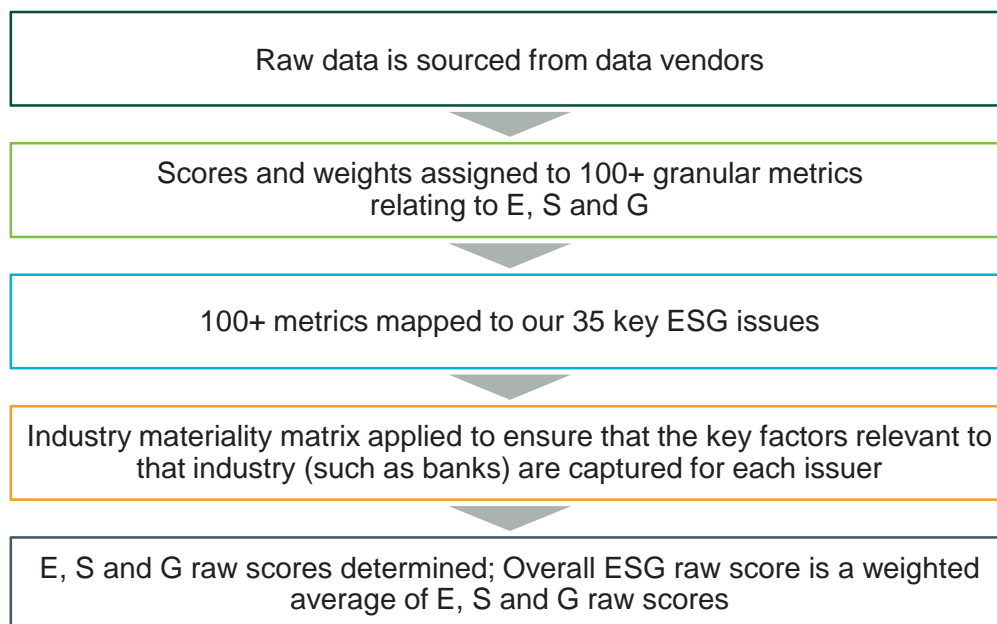 Raw data is sourced from data vendors
Scores and weights assigned to 100+ granular metrics
relating to E, S and G
100+ metrics mapped to our 35 key ESG issues
Industry materiality matrix applied to ensure that the key factors relevant to
that industry (such as banks) are captured for each issuer
E, S and G raw scores determined; Overall ESG raw score is a weighted
average of E, S and G raw scores